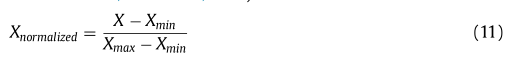 X_normalized = (X − X_min) / (X_max − X_min) (11)